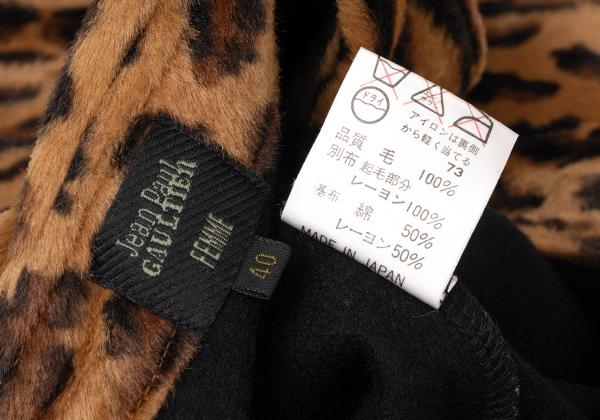 Jean Paul
GAULTIER
FEMME
40
ドライ
アイロンは裏側
から軽く当てる
73
品質 毛 100%
別布 起毛部分
レーヨン100%
基布 綿 50%
レーヨン50%
MADE IN JAPAN